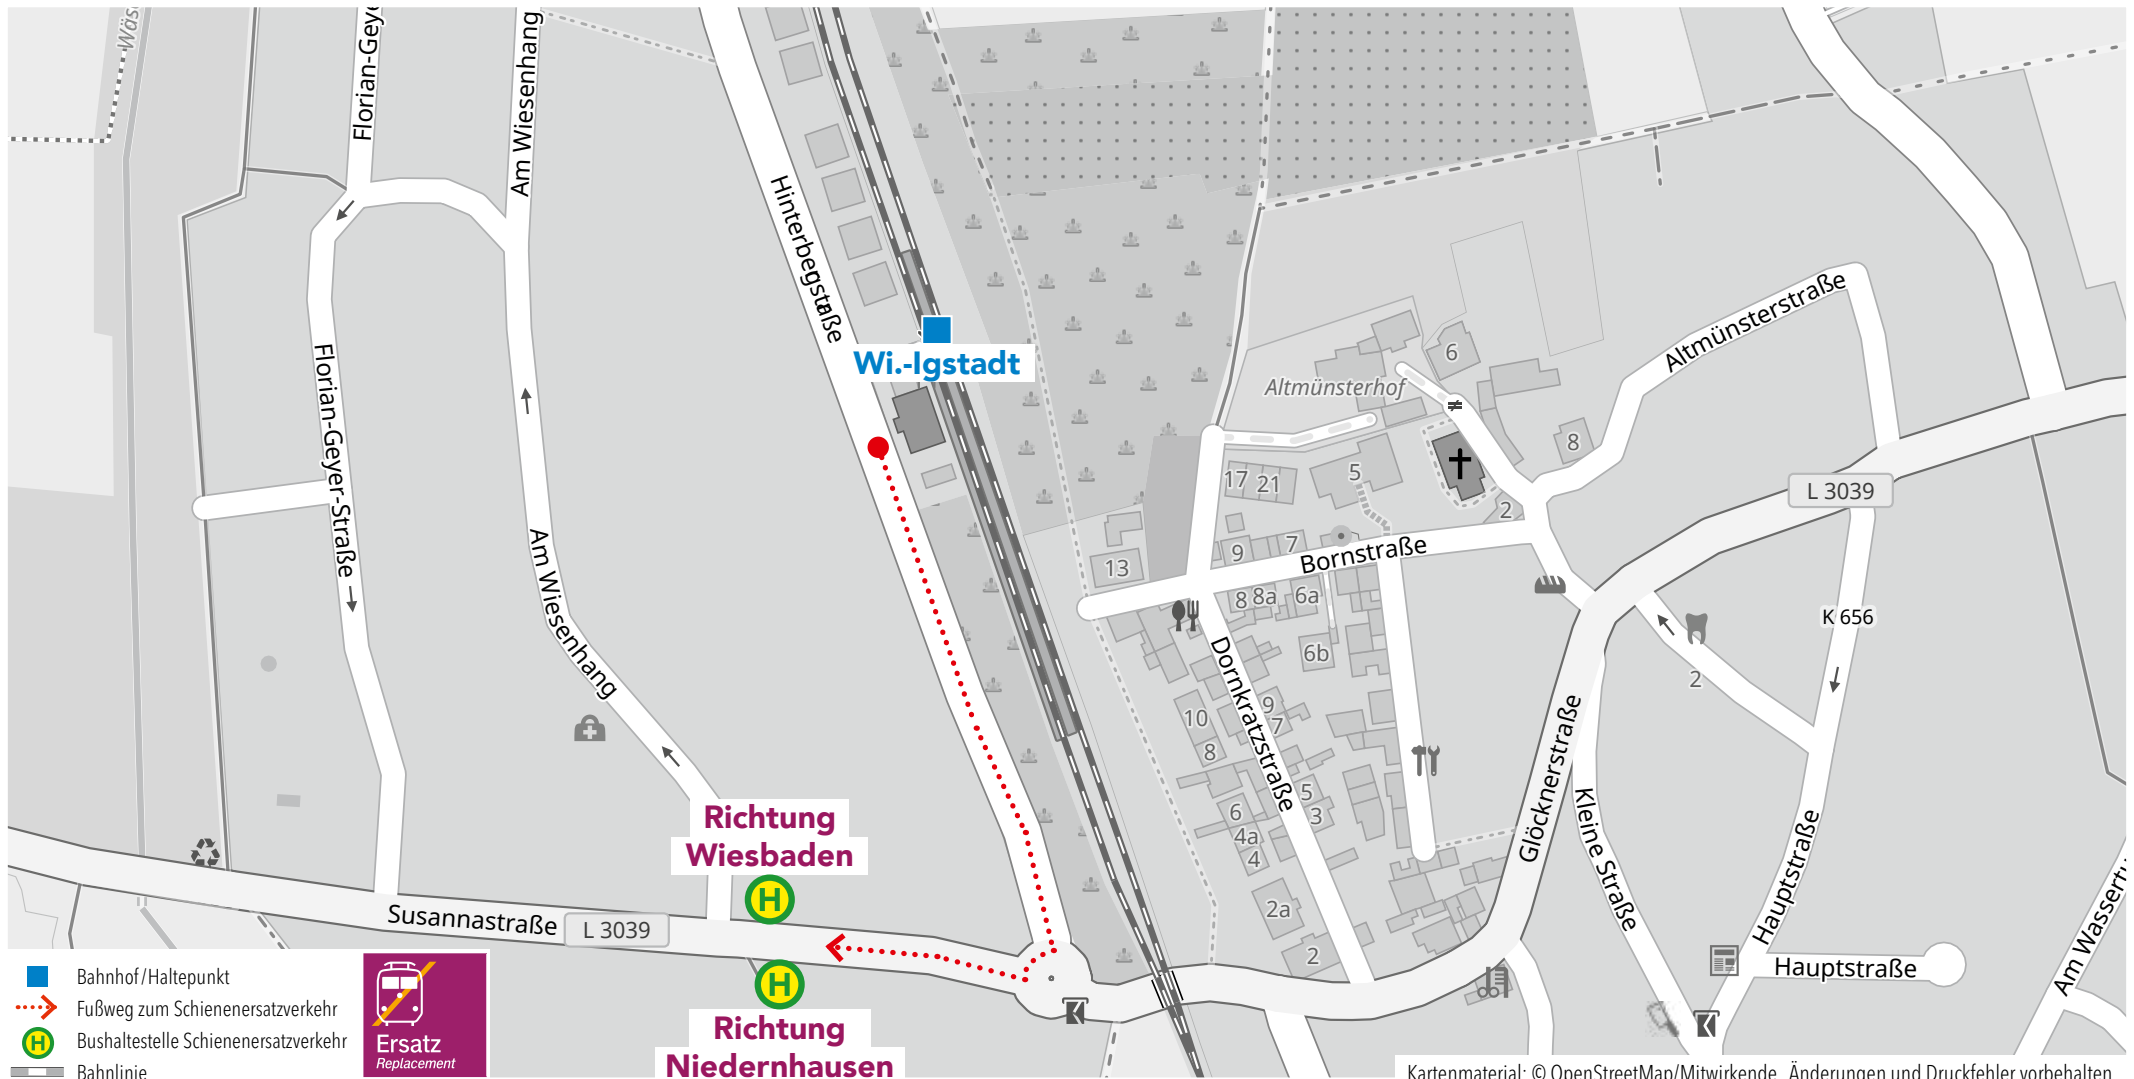 Wäsc
Florian-Geye
Am Wiesenhang
Hinterbergstraße
Wi.-Igstadt
Florian-Geyer-Straße
Am Wiesenhang
Altmünsterhof
Altmünsterstraße
6
8
5
17
21
2
L 3039
13
9
7
Bornstraße
8
8a
6a
6b
K 656
2
Dornkratzstraße
10
9
7
8
5
3
6
4a
4
2a
2
Glöcknerstraße
Kleine Straße
Hauptstraße
Hauptstraße
Am Wassertu
Richtung
Wiesbaden
H
Susannastraße
L 3039
H
Richtung
Niedernhausen
Bahnhof/Haltepunkt
Fußweg zum Schienenersatzverkehr
H
Bushaltestelle Schienenersatzverkehr
Bahnlinie
Ersatz
Replacement
Kartenmaterial: © OpenStreetMap/Mitwirkende, Änderungen und Druckfehler vorbehalten